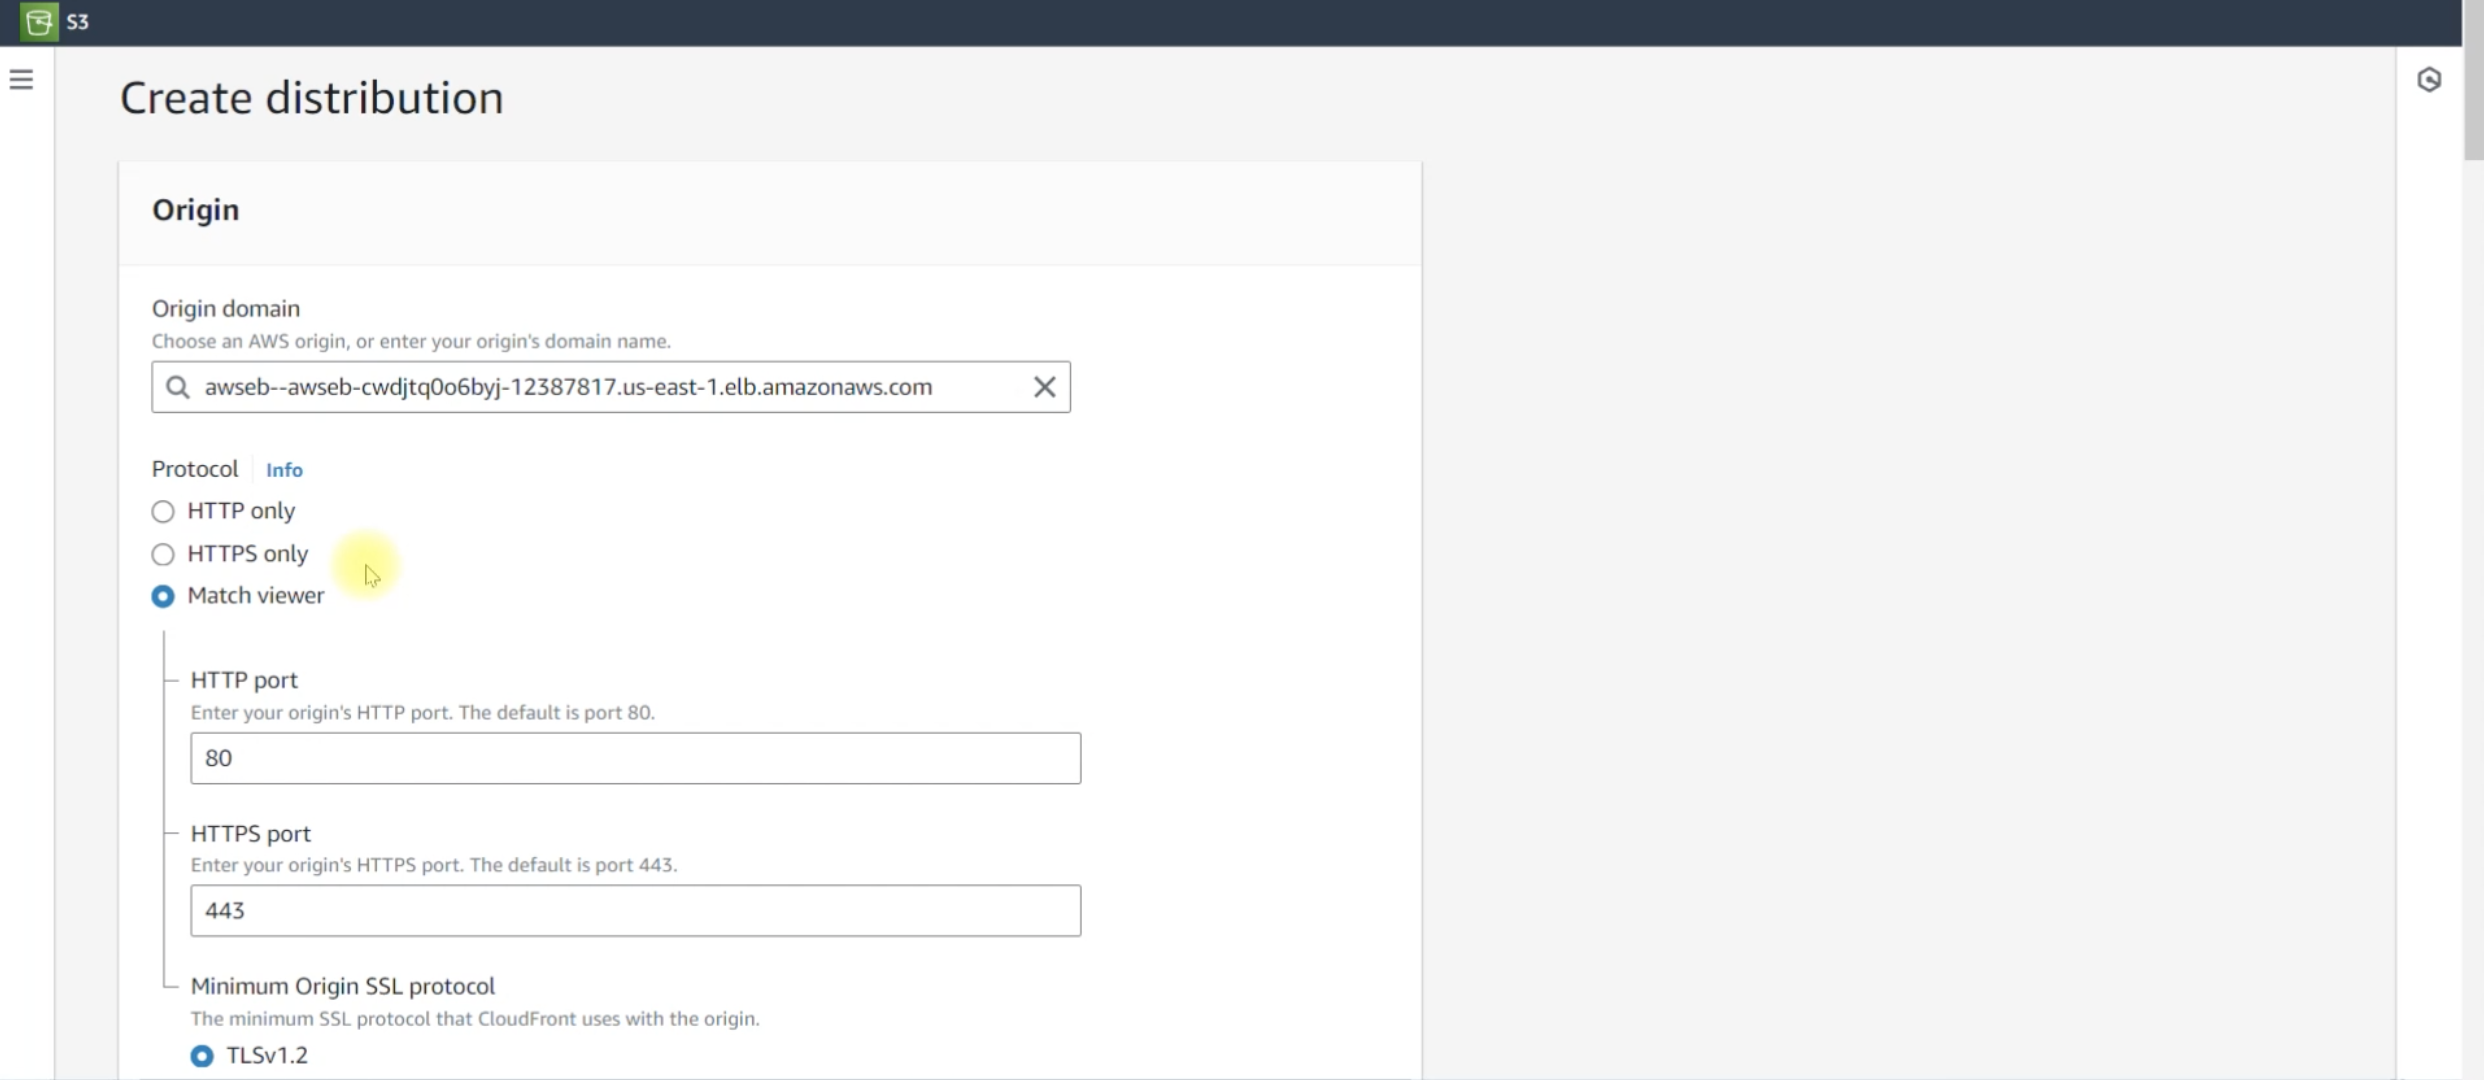 S3
Create distribution
Origin
Origin domain
Choose an AWS origin, or enter your origin's domain name.
awseb--awseb-cwdjtq0o6byj-12387817.us-east-1.elb.amazonaws.com
Protocol Info
HTTP only
HTTPS only
Match viewer
HTTP port
Enter your origin's HTTP port. The default is port 80.
80
HTTPS port
Enter your origin's HTTPS port. The default is port 443.
443
Minimum Origin SSL protocol
The minimum SSL protocol that CloudFront uses with the origin.
TLSv1.2